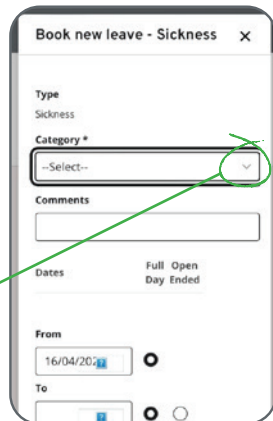 Book new leave - Sickness ×
Type
Sickness
Category *
--Select--
Comments
Dates Full Day Open Ended
From
16/04/202
To